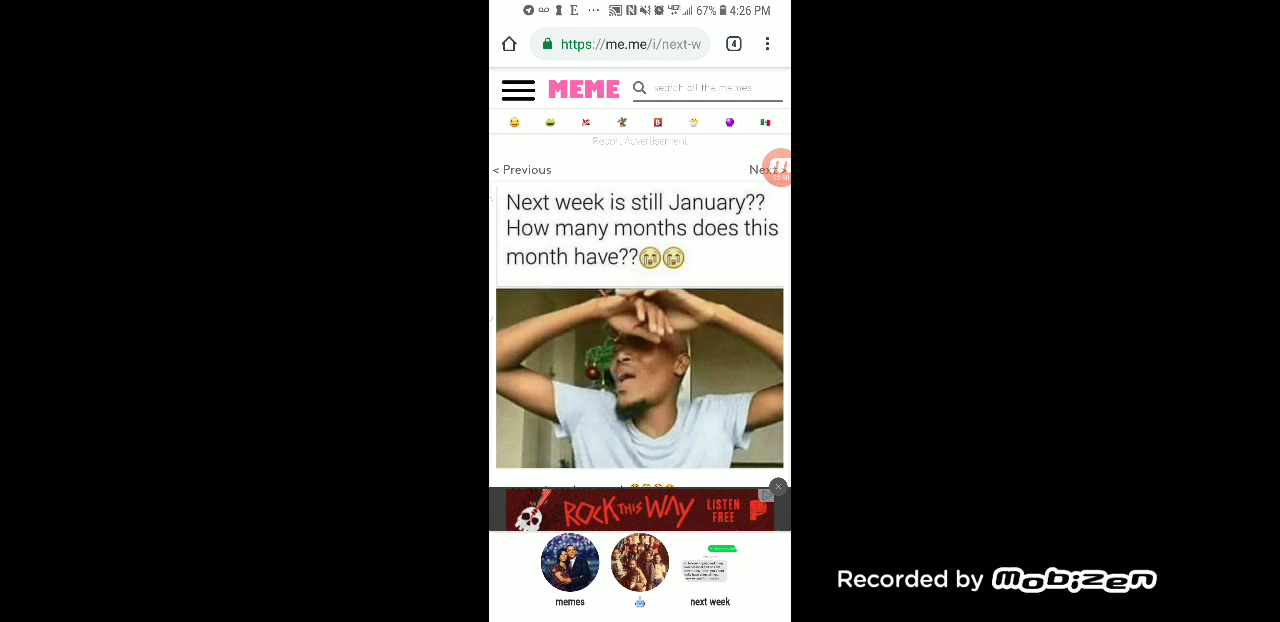 E ... 67% 4:26 PM
https://me.me/i/next-w
4
MEME
search all the memes
Report Advertisement
< Previous
Next >
Next week is still January??
How many months does this
month have??😭😭
ROCK THIS WAY
LISTEN
FREE
memes
next week
Recorded by mobizen